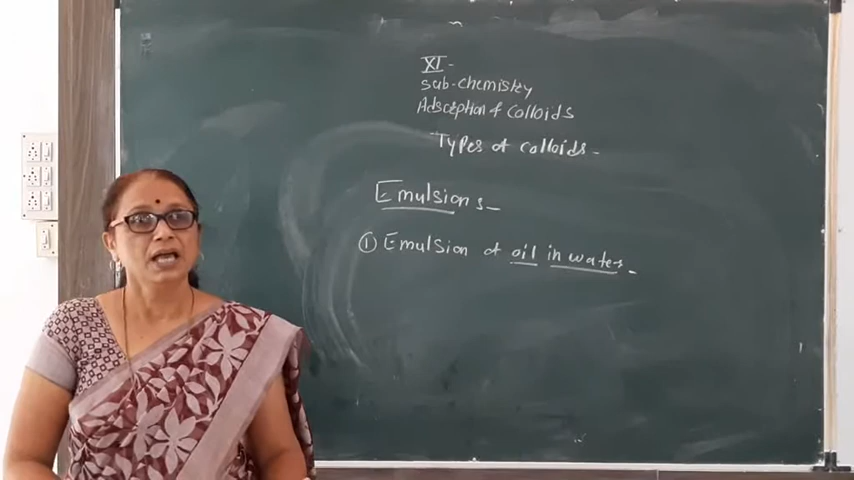 XI -
Sub-Chemistry
Adsorption of Colloids
Types of colloids -
Emulsions -
① Emulsion of oil in water -